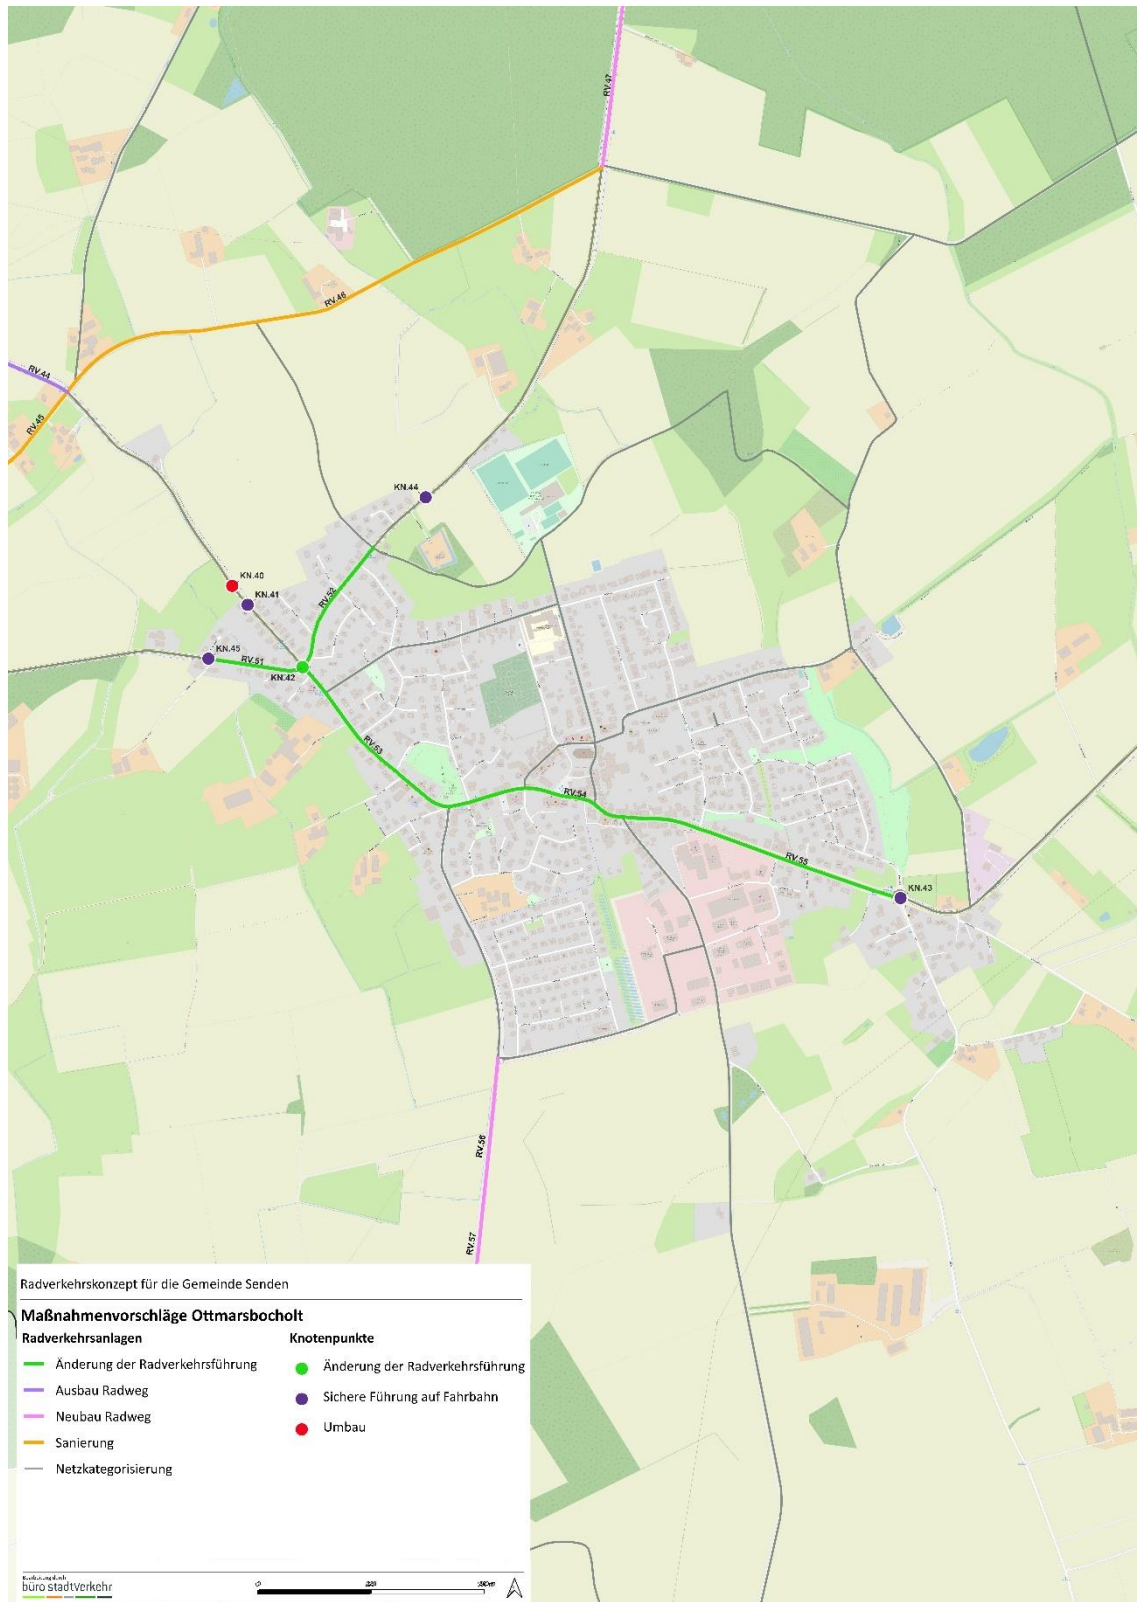 RV.47
RV.46
RV.44
RV.45
KN.44
KN.40
KN.41
RV.52
KN.45
RV.51
KN.42
RV.53
RV.54
RV.55
KN.43
RV.56
RV.57
Radverkehrskonzept für die Gemeinde Senden
Maßnahmenvorschläge Ottmarsbocholt
Radverkehrsanlagen
Änderung der Radverkehrsführung
Ausbau Radweg
Neubau Radweg
Sanierung
Netzkategorisierung
Knotenpunkte
Änderung der Radverkehrsführung
Sichere Führung auf Fahrbahn
Umbau
büro stadtVerkehr
0